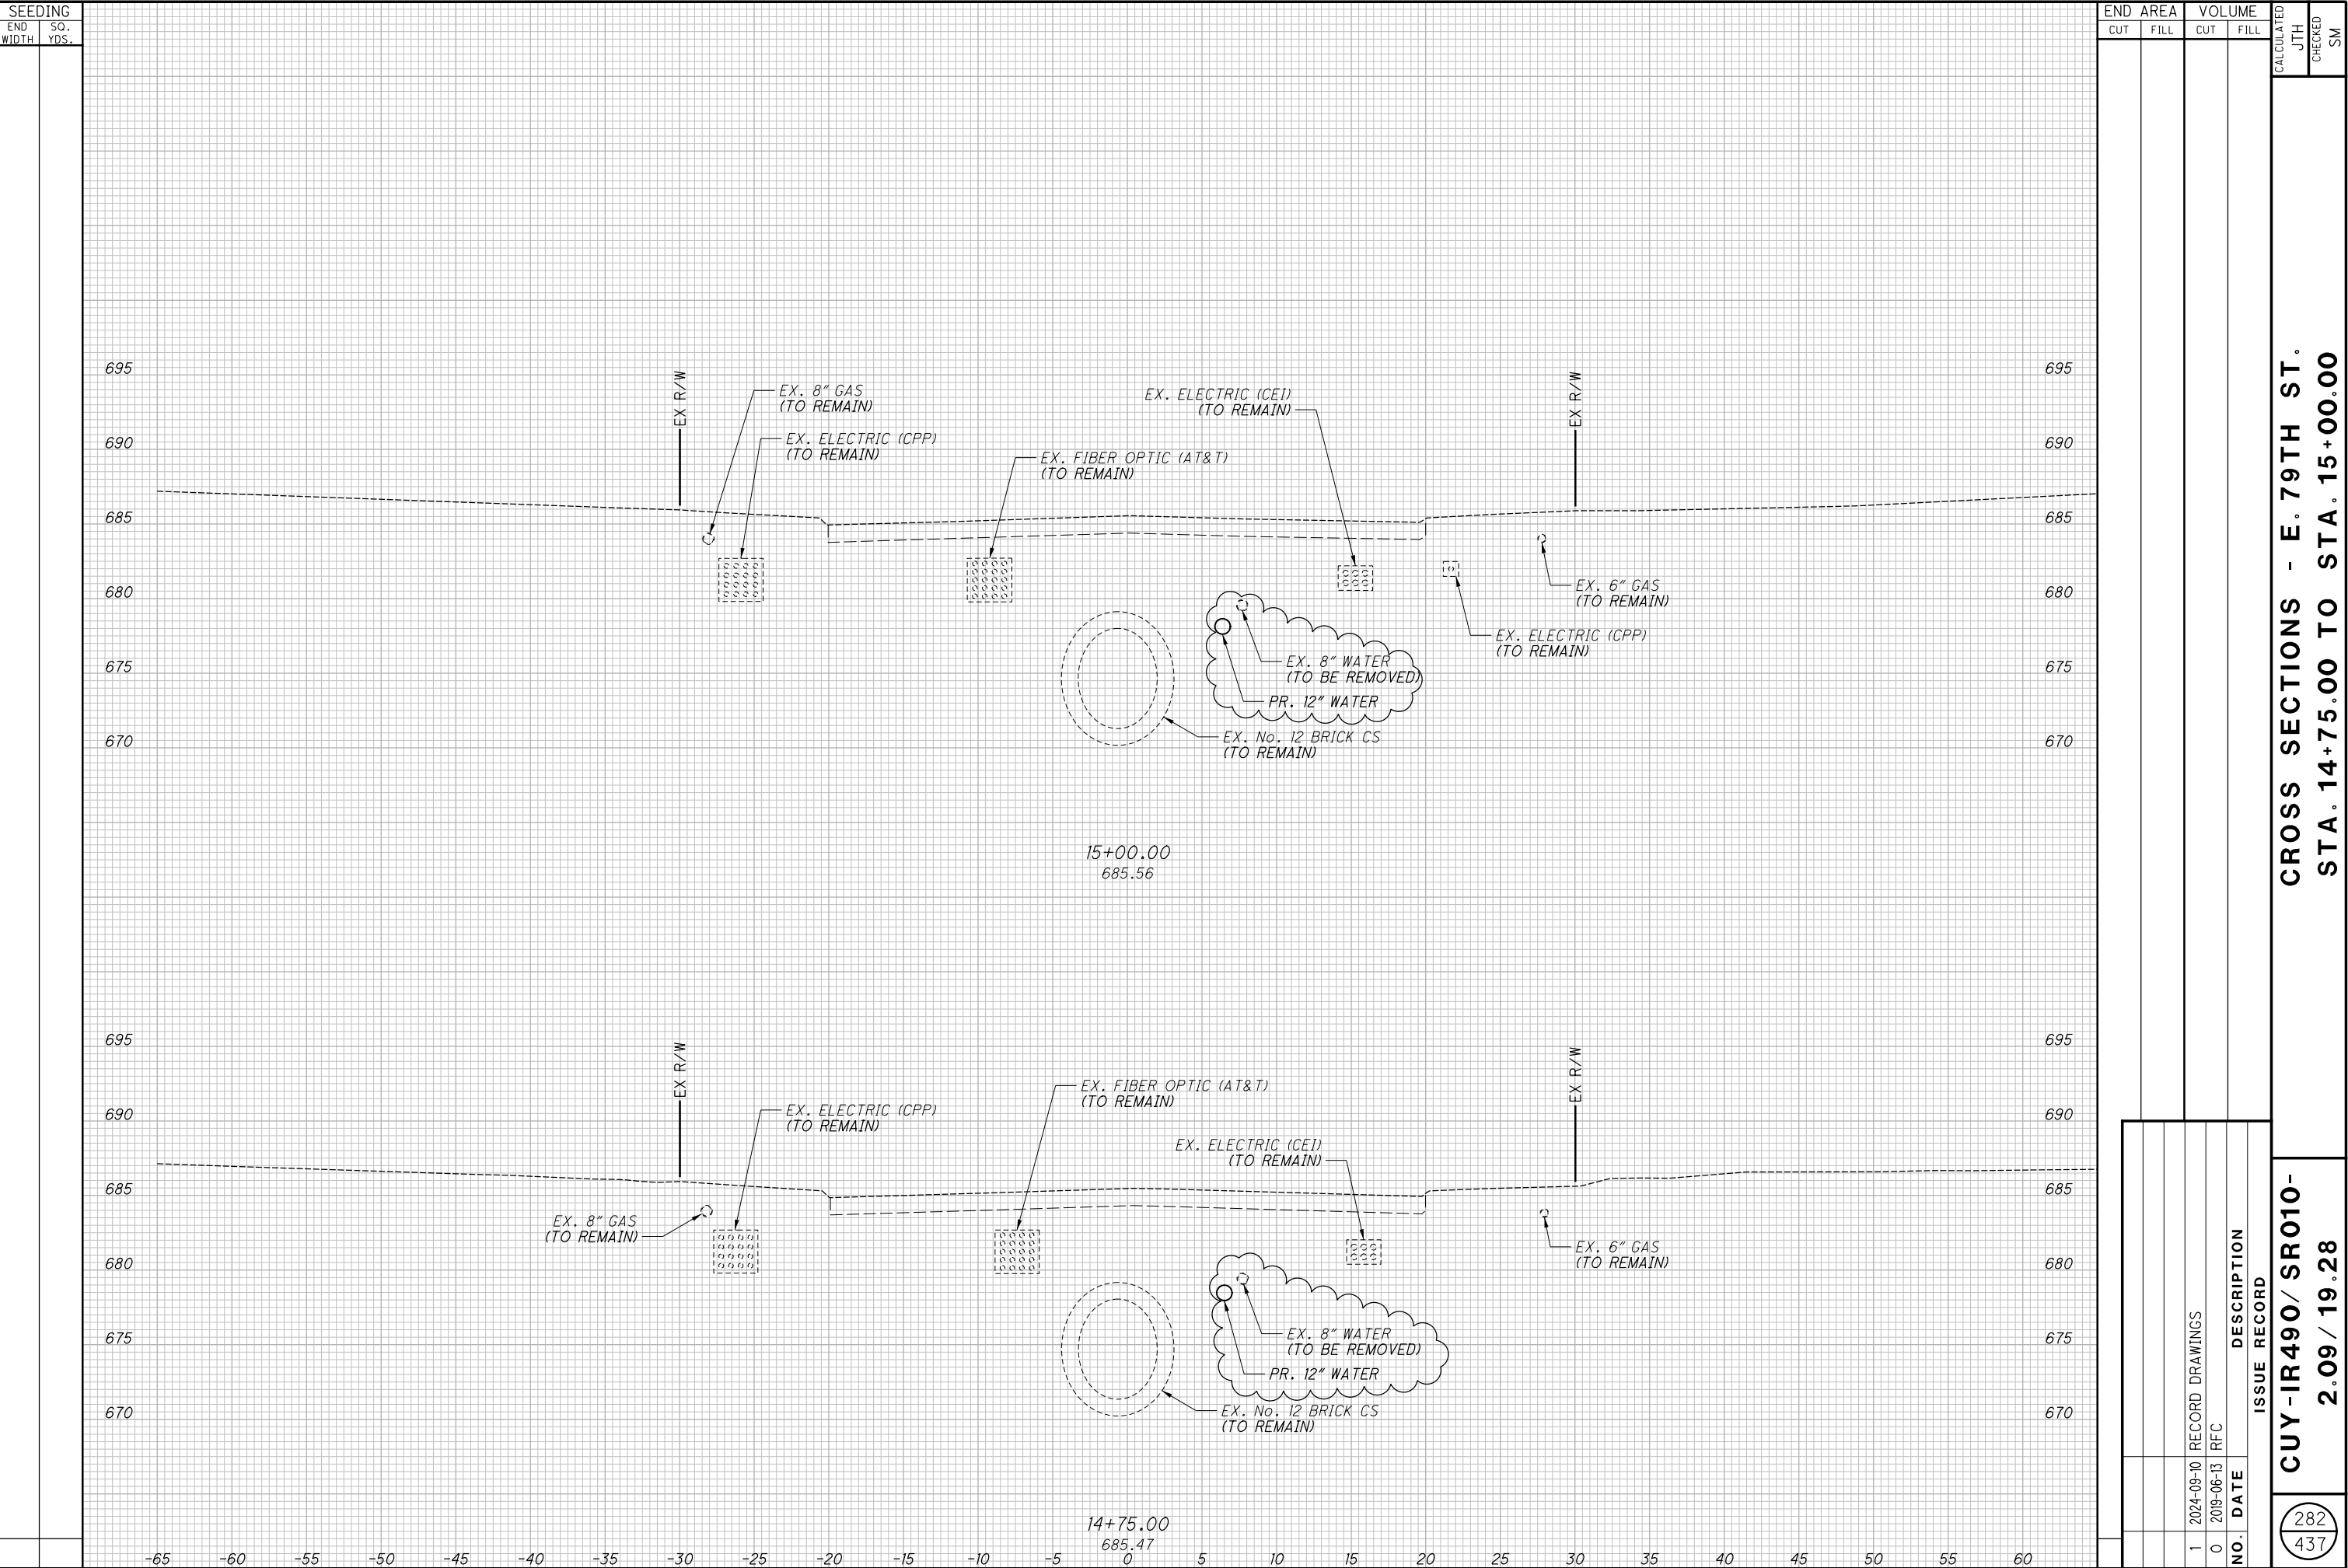 SEEDING
END WIDTH
SQ. YDS.
END AREA
VOLUME
CUT
FILL
CUT
FILL
CALCULATED
JTH
CHECKED
SM
695
695
EX R/W
EX R/W
EX. 8" GAS
(TO REMAIN)
EX. ELECTRIC (CEI)
(TO REMAIN)
690
690
EX. ELECTRIC (CPP)
(TO REMAIN)
EX. FIBER OPTIC (AT&T)
(TO REMAIN)
685
685
680
680
EX. 6" GAS
(TO REMAIN)
EX. ELECTRIC (CPP)
(TO REMAIN)
675
675
EX. 8" WATER
(TO BE REMOVED)
PR. 12" WATER
670
670
EX. No. 12 BRICK CS
(TO REMAIN)
15+00.00
685.56
695
695
EX R/W
EX R/W
EX. FIBER OPTIC (AT&T)
(TO REMAIN)
690
690
EX. ELECTRIC (CPP)
(TO REMAIN)
EX. ELECTRIC (CEI)
(TO REMAIN)
685
685
EX. 8" GAS
(TO REMAIN)
EX. 6" GAS
(TO REMAIN)
680
680
675
675
EX. 8" WATER
(TO BE REMOVED)
PR. 12" WATER
670
670
EX. No. 12 BRICK CS
(TO REMAIN)
14+75.00
685.47
-65 -60 -55 -50 -45 -40 -35 -30 -25 -20 -15 -10 -5 0 5 10 15 20 25 30 35 40 45 50 55 60
CROSS SECTIONS - E. 79TH ST.
STA. 14+75.00 TO STA. 15+00.00
CUY-IR490/ SR010-
2.09/ 19.28
1 2024-09-10 RECORD DRAWINGS
0 2019-06-13 RFC
NO. DATE DESCRIPTION
ISSUE RECORD
282
437